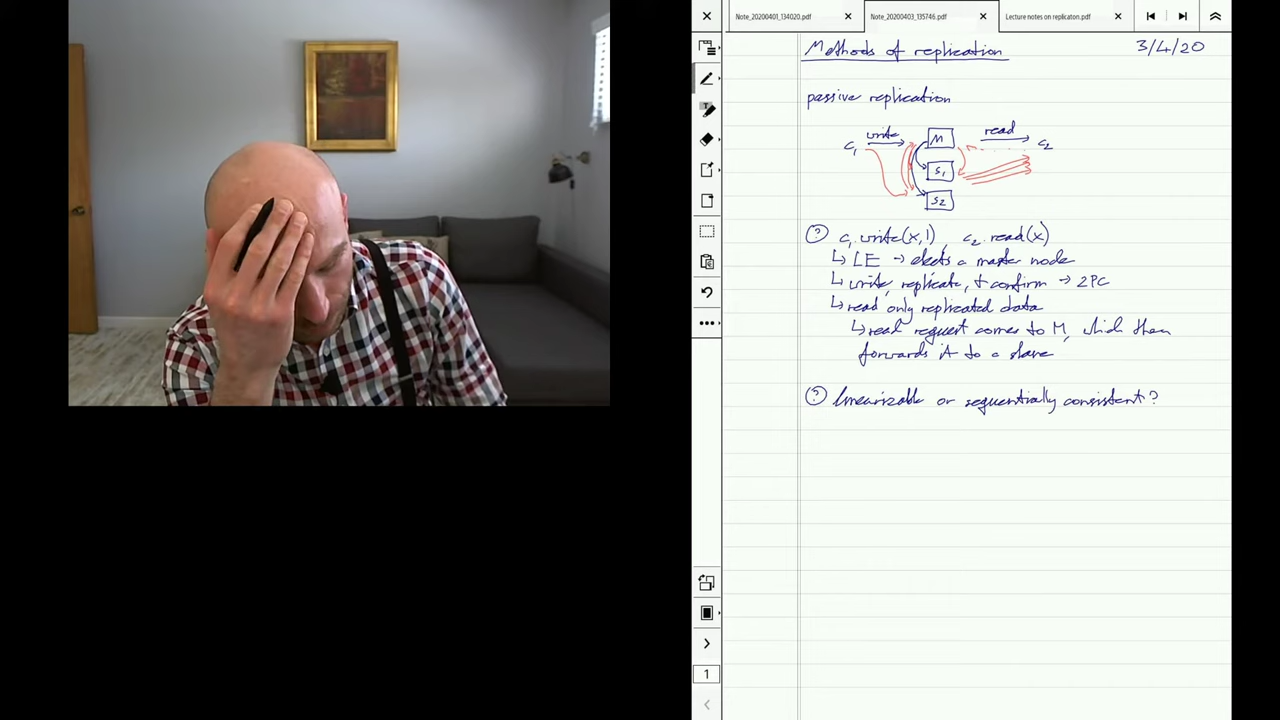 Note_20200401_134020.pdf
Note_20200403_135746.pdf
Lecture notes on replicaton.pdf
Methods of replication 3/4/20
passive replication
write M read
c1 c2
S1
S2
? c1.write(x,1), c2.read(x)
↳ LE → elects a master node
↳ write, replicate, + confirm → 2PC
↳ read only replicated data
↳ read request comes to M, which then
forwards it to a slave
? linearizable or sequentially consistent?
1